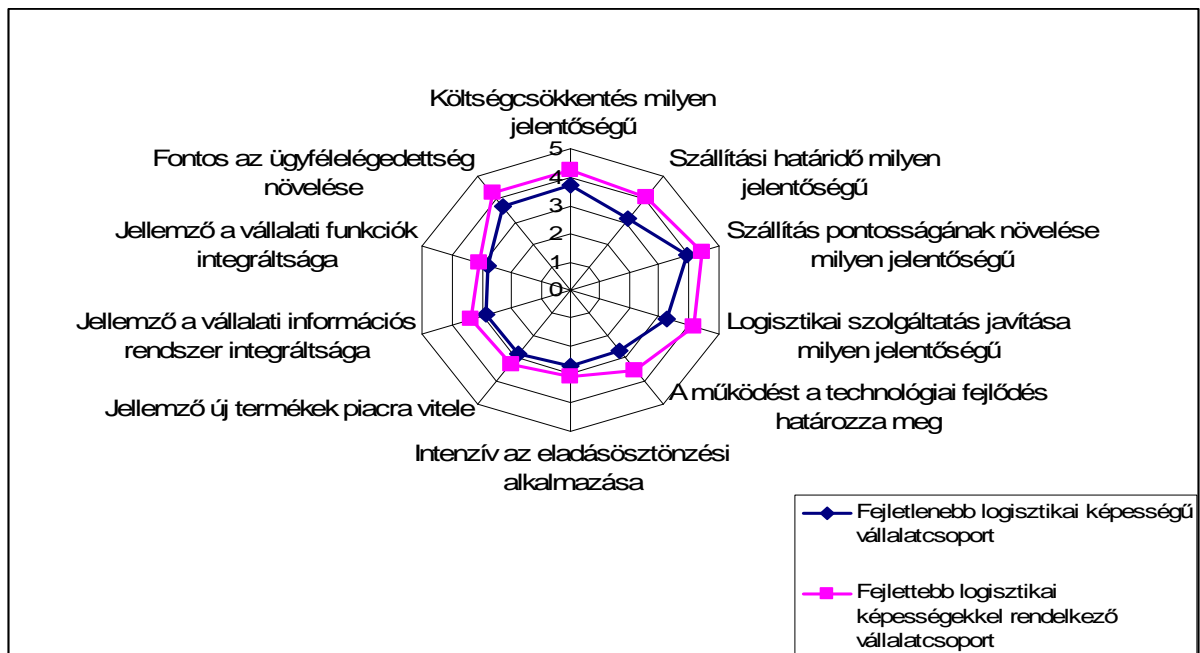 Költségcsökkentés milyen
jelentőségű
Szállítási határidő milyen
jelentőségű
Szállítás pontosságának növelése
milyen jelentőségű
Logisztikai szolgáltatás javítása
milyen jelentőségű
A működést a technológiai fejlődés
határozza meg
Intenzív az eladásösztönzési
alkalmazása
Jellemző új termékek piacra vitele
Jellemző a vállalati információs
rendszer integráltsága
Jellemző a vállalati funkciók
integráltsága
Fontos az ügyfélelégedettség
növelése
5
4
3
2
1
0
Fejletlenebb logisztikai képességű
vállalatcsoport
Fejlettebb logisztikai
képességekkel rendelkező
vállalatcsoport